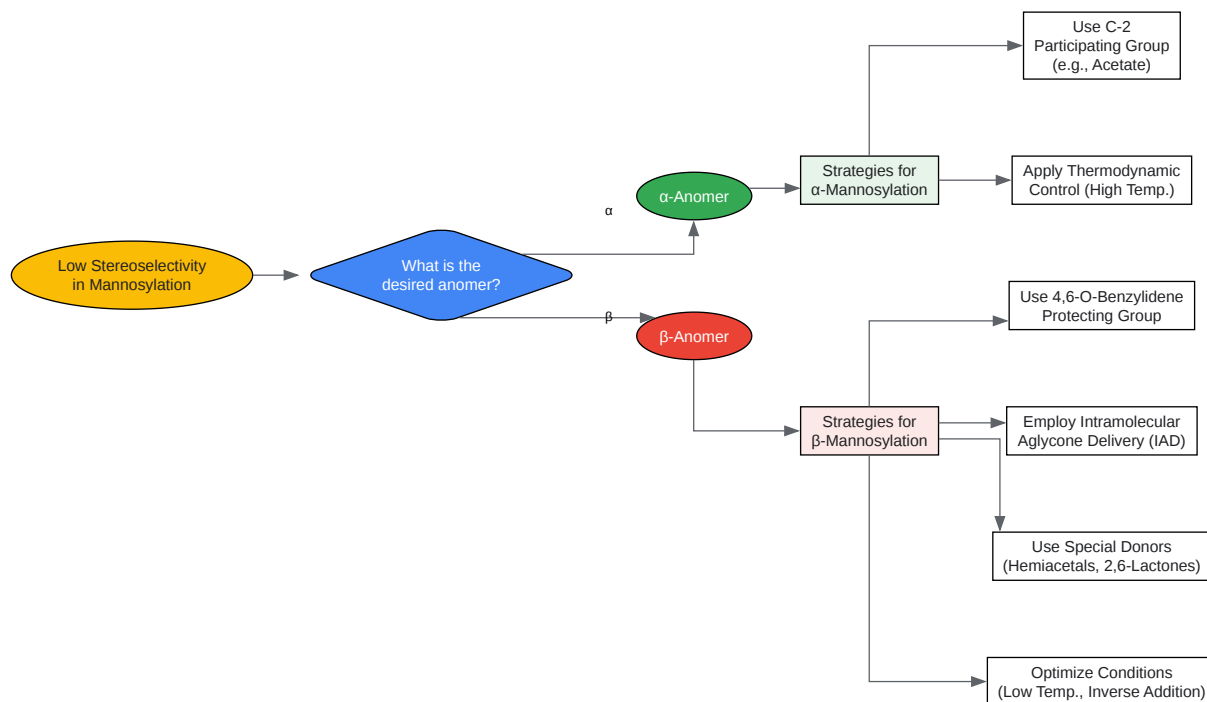 Use C-2
Participating Group
(e.g., Acetate)
Strategies for
α-Mannosylation
Apply Thermodynamic
Control (High Temp.)
α-Anomer
α
Low Stereoselectivity
in Mannosylation
What is the
desired anomer?
β
β-Anomer
Use 4,6-O-Benzylidene
Protecting Group
Strategies for
β-Mannosylation
Employ Intramolecular
Aglycone Delivery (IAD)
Use Special Donors
(Hemiacetals, 2,6-Lactones)
Optimize Conditions
(Low Temp., Inverse Addition)